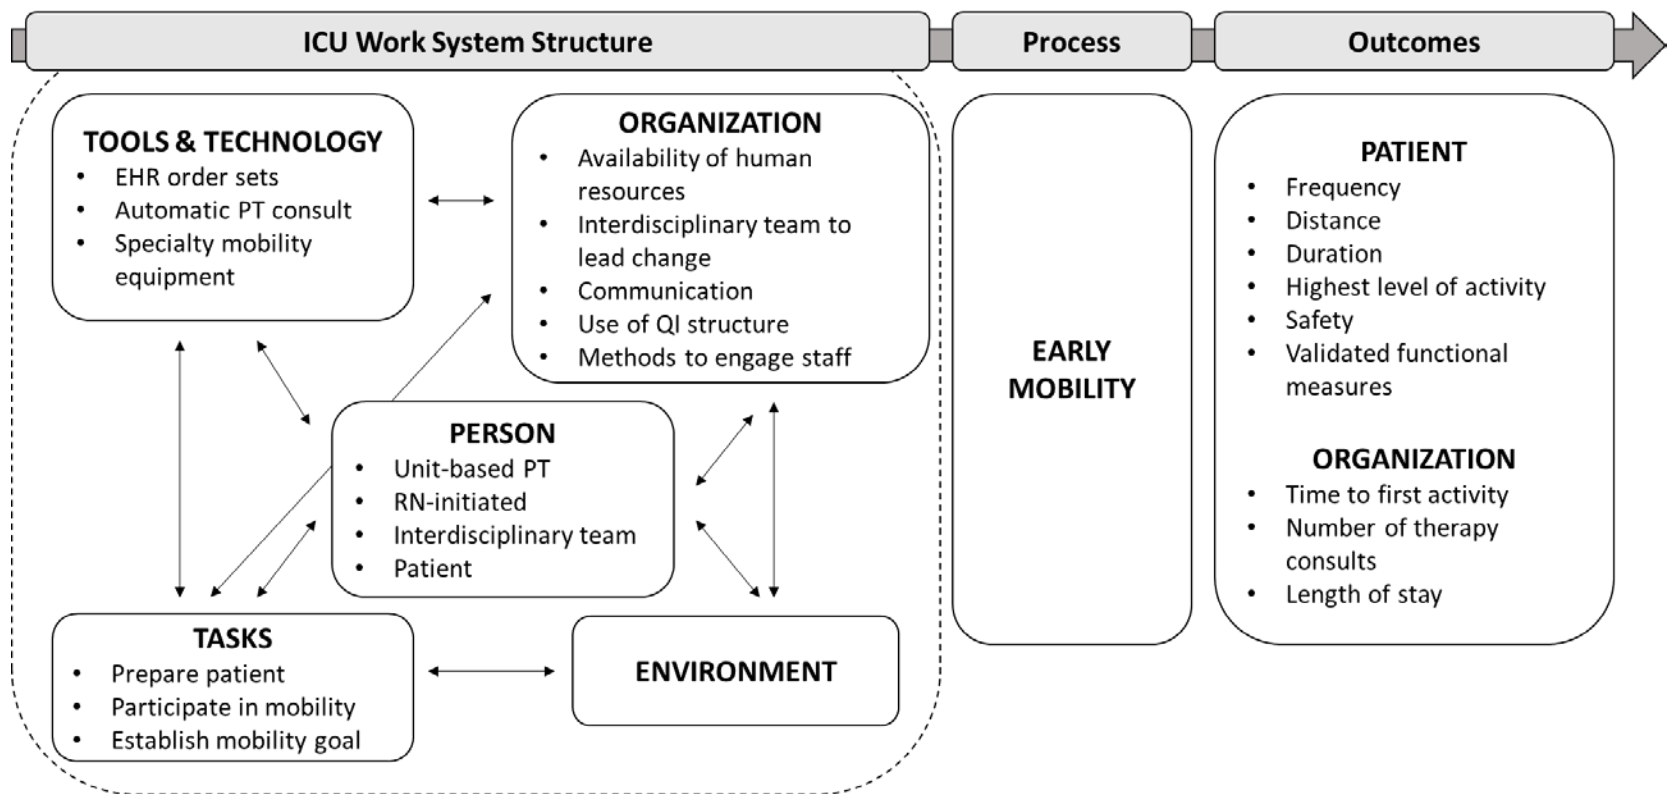 ICU Work System Structure
Process
Outcomes
TOOLS & TECHNOLOGY
• EHR order sets
• Automatic PT consult
• Specialty mobility
equipment
ORGANIZATION
• Availability of human
resources
• Interdisciplinary team to
lead change
• Communication
• Use of QI structure
• Methods to engage staff
PERSON
• Unit-based PT
• RN-initiated
• Interdisciplinary team
• Patient
TASKS
• Prepare patient
• Participate in mobility
• Establish mobility goal
ENVIRONMENT
EARLY
MOBILITY
PATIENT
• Frequency
• Distance
• Duration
• Highest level of activity
• Safety
• Validated functional
measures
ORGANIZATION
• Time to first activity
• Number of therapy
consults
• Length of stay